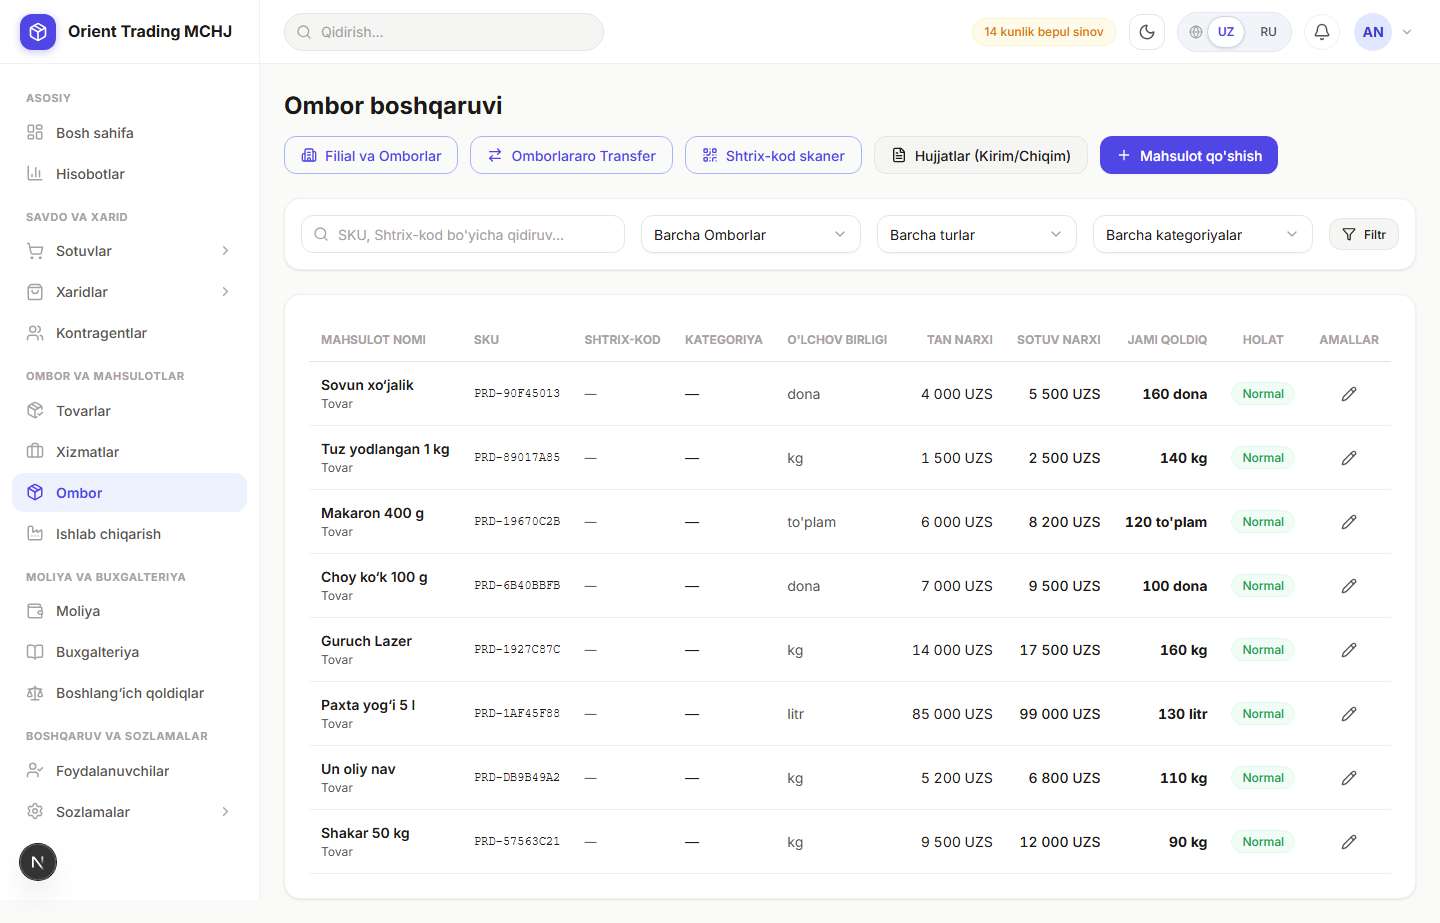 Orient Trading MCHJ
Qidirish...
14 kunlik bepul sinov
UZ
RU
AN
ASOSIY
Bosh sahifa
Hisobotlar
SAVDO VA XARID
Sotuvlar
Xaridlar
Kontragentlar
OMBOR VA MAHSULOTLAR
Tovarlar
Xizmatlar
Ombor
Ishlab chiqarish
MOLIYA VA BUXGALTERIYA
Moliya
Buxgalteriya
Boshlang‘ich qoldiqlar
BOSHQARUV VA SOZLAMALAR
Foydalanuvchilar
Sozlamalar
N
Ombor boshqaruvi
Filial va Omborlar
Omborlararo Transfer
Shtrix-kod skaner
Hujjatlar (Kirim/Chiqim)
+ Mahsulot qo'shish
SKU, Shtrix-kod bo'yicha qidiruv...
Barcha Omborlar
Barcha turlar
Barcha kategoriyalar
Filtr
MAHSULOT NOMI SKU SHTRIX-KOD KATEGORIYA O'LCHOV BIRLIGI TAN NARXI SOTUV NARXI JAMI QOLDIQ HOLAT AMALLAR
Sovun xo‘jalik PRD-90F45013 — — dona 4 000 UZS 5 500 UZS 160 dona Normal
Tovar
Tuz yodlangan 1 kg PRD-89017A85 — — kg 1 500 UZS 2 500 UZS 140 kg Normal
Tovar
Makaron 400 g PRD-19670C2B — — to'plam 6 000 UZS 8 200 UZS 120 to'plam Normal
Tovar
Choy ko‘k 100 g PRD-6B40BBFB — — dona 7 000 UZS 9 500 UZS 100 dona Normal
Tovar
Guruch Lazer PRD-1927C87C — — kg 14 000 UZS 17 500 UZS 160 kg Normal
Tovar
Paxta yog‘i 5 l PRD-1AF45F88 — — litr 85 000 UZS 99 000 UZS 130 litr Normal
Tovar
Un oliy nav PRD-DB9B49A2 — — kg 5 200 UZS 6 800 UZS 110 kg Normal
Tovar
Shakar 50 kg PRD-57563C21 — — kg 9 500 UZS 12 000 UZS 90 kg Normal
Tovar